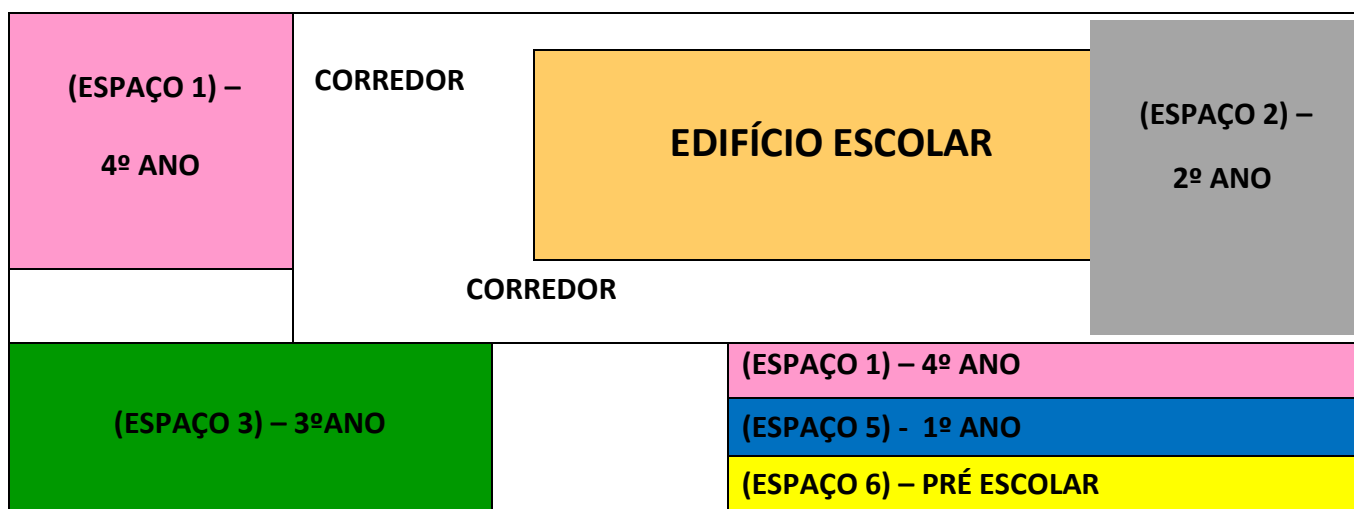 (ESPAÇO 1) –
4º ANO
CORREDOR
EDIFÍCIO ESCOLAR
(ESPAÇO 2) –
2º ANO
CORREDOR
(ESPAÇO 3) – 3ºANO
(ESPAÇO 1) – 4º ANO
(ESPAÇO 5) - 1º ANO
(ESPAÇO 6) – PRÉ ESCOLAR